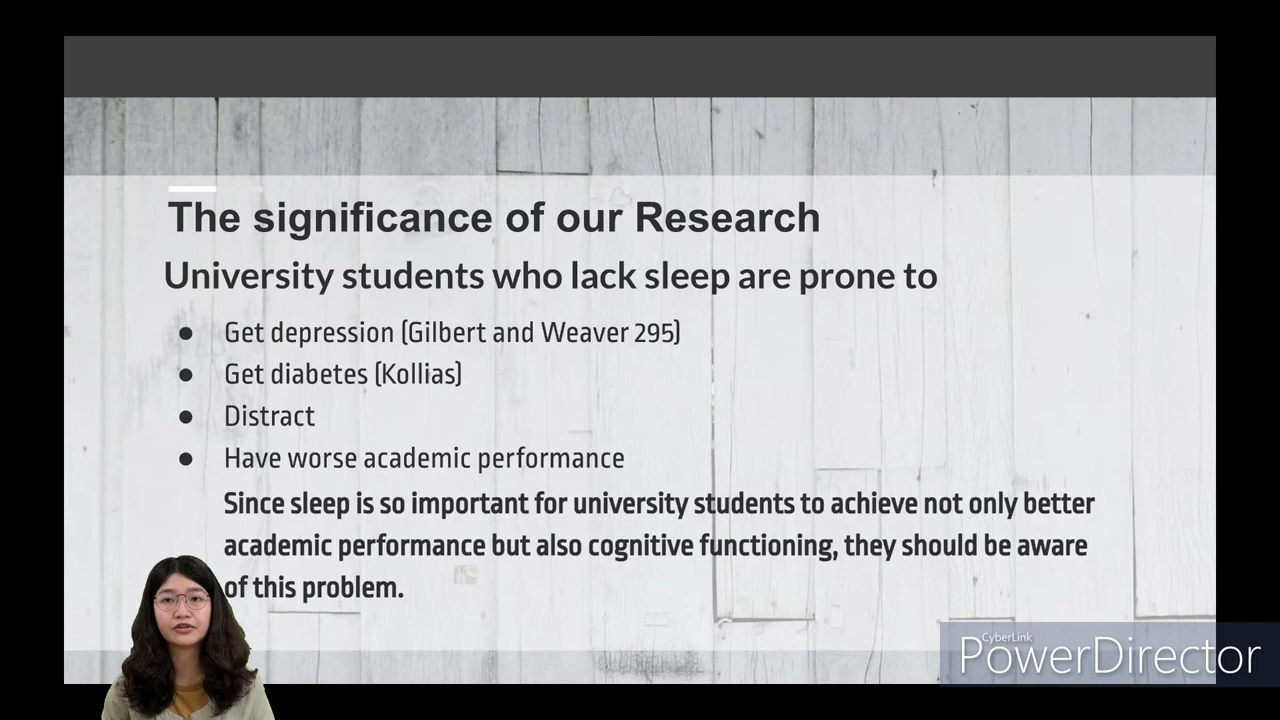 The significance of our Research
University students who lack sleep are prone to
● Get depression (Gilbert and Weaver 295)
● Get diabetes (Kollias)
● Distract
● Have worse academic performance
Since sleep is so important for university students to achieve not only better
academic performance but also cognitive functioning, they should be aware
of this problem.
CyberLink
PowerDirector